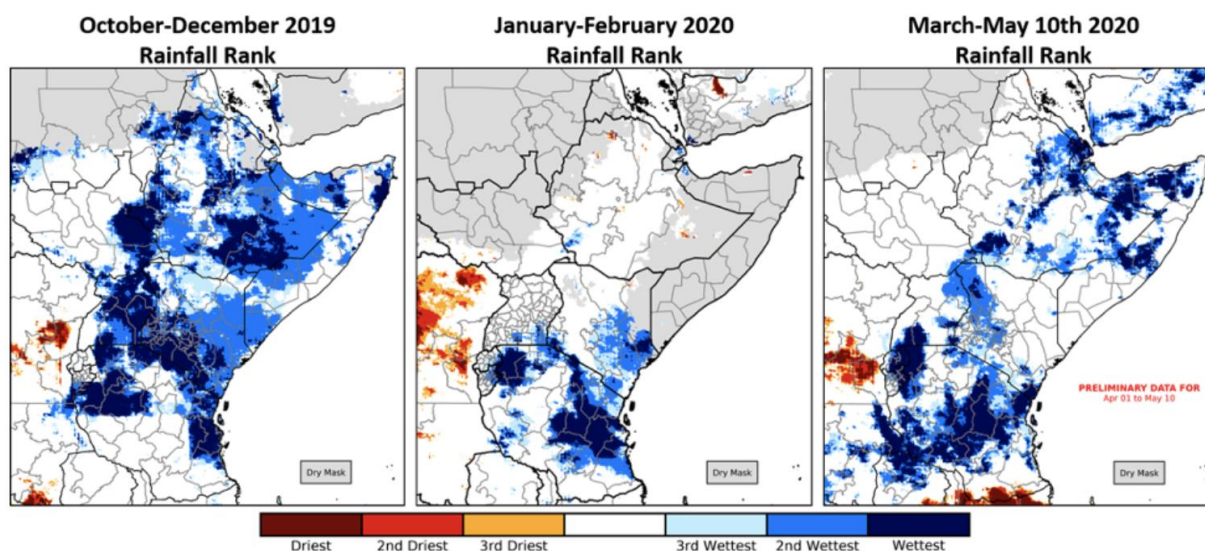 October-December 2019
Rainfall Rank
January-February 2020
Rainfall Rank
March-May 10th 2020
Rainfall Rank
PRELIMINARY DATA FOR
Apr 01 to May 10
Dry Mask
Dry Mask
Dry Mask
Driest
2nd Driest
3rd Driest
3rd Wettest
2nd Wettest
Wettest